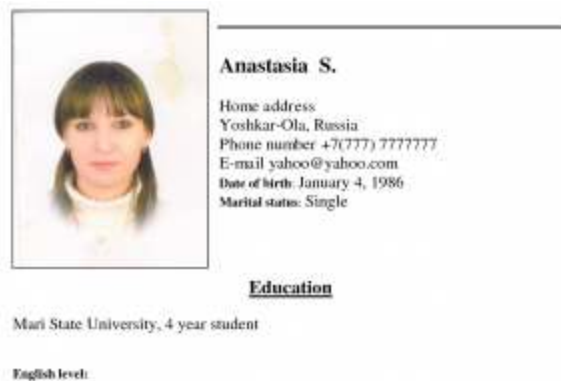 Anastasia S.
Home address
Yoshkar-Ola, Russia
Phone number +7(777) 7777777
E-mail yahoo@yahoo.com
Date of birth: January 4, 1986
Marital status: Single
Education
Mari State University, 4 year student
English level: